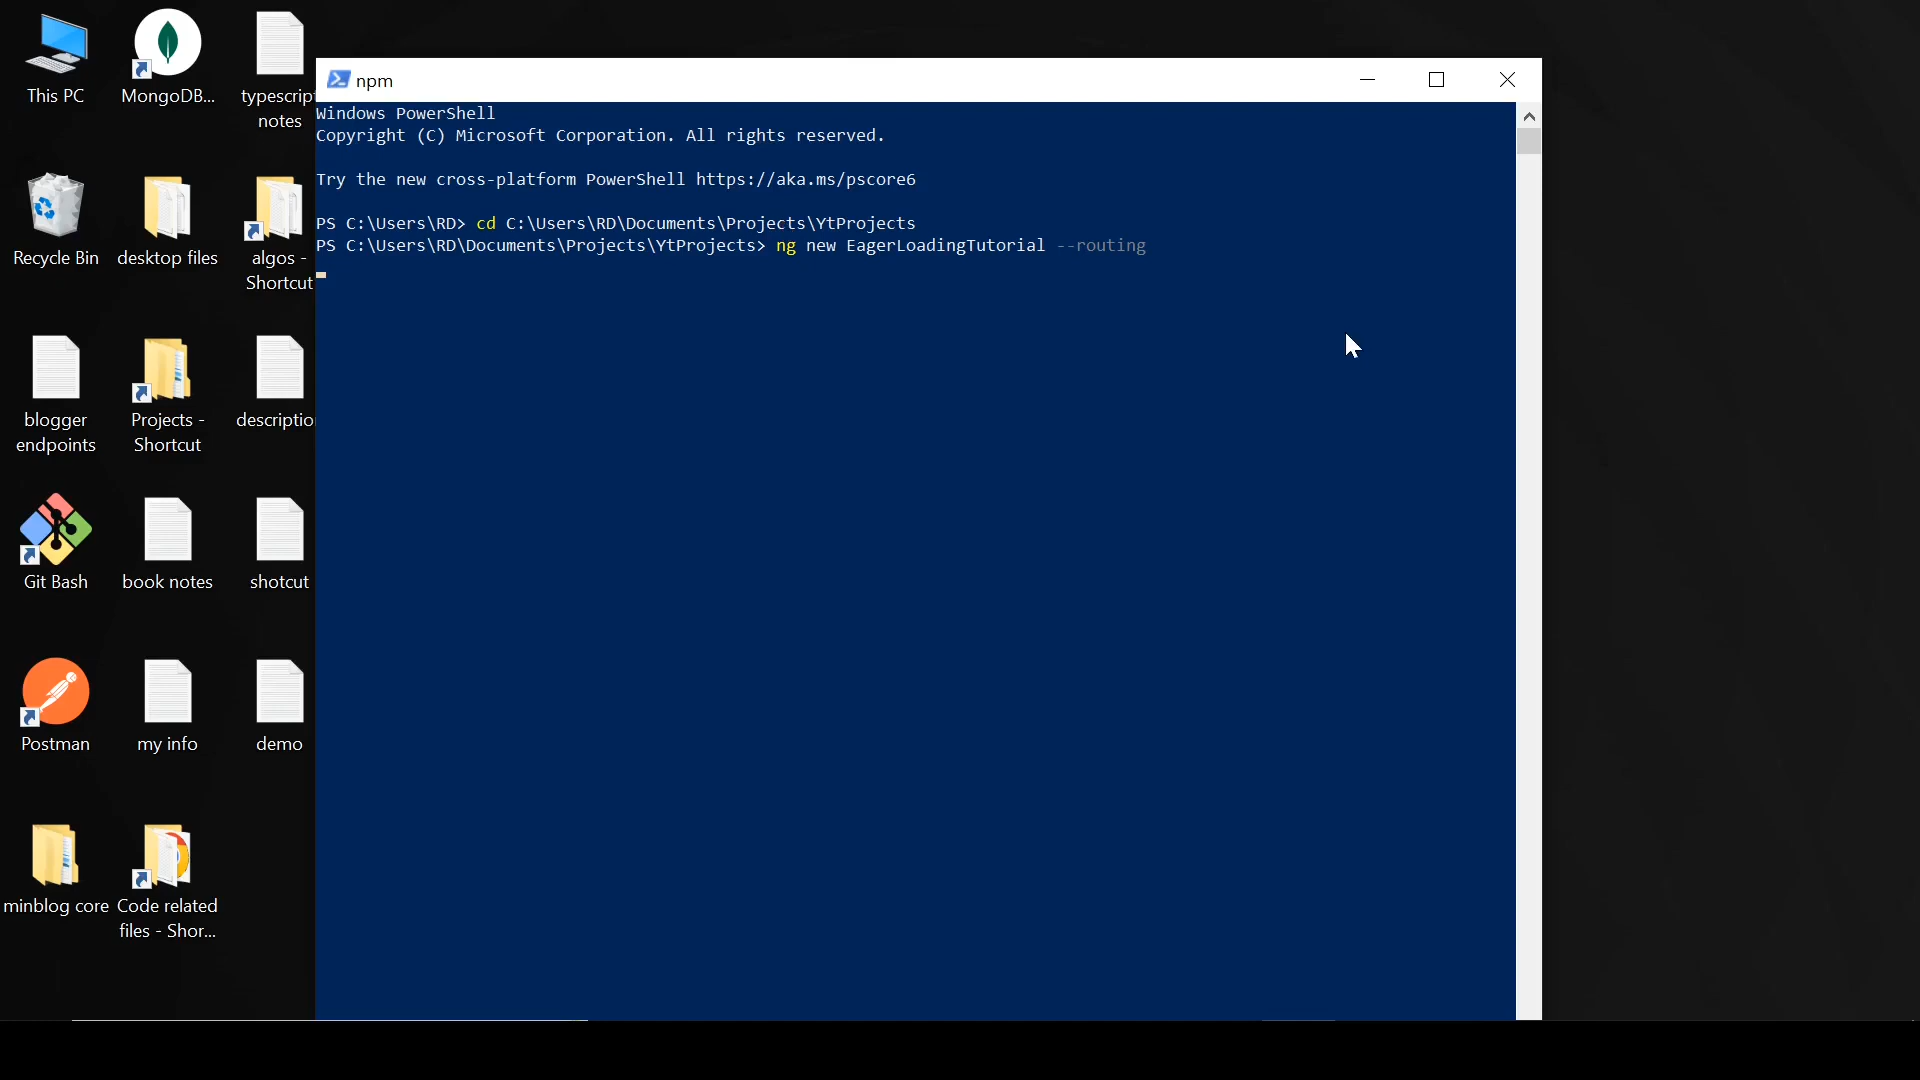 This PC
MongoDB...
typescrip
notes
Recycle Bin
desktop files
algos -
Shortcut
blogger
endpoints
Projects -
Shortcut
descriptio
Git Bash
book notes
shotcut
Postman
my info
demo
minblog core
Code related
files - Shor...
npm
Windows PowerShell
Copyright (C) Microsoft Corporation. All rights reserved.
Try the new cross-platform PowerShell https://aka.ms/pscore6
PS C:\Users\RD> cd C:\Users\RD\Documents\Projects\YtProjects
PS C:\Users\RD\Documents\Projects\YtProjects> ng new EagerLoadingTutorial --routing